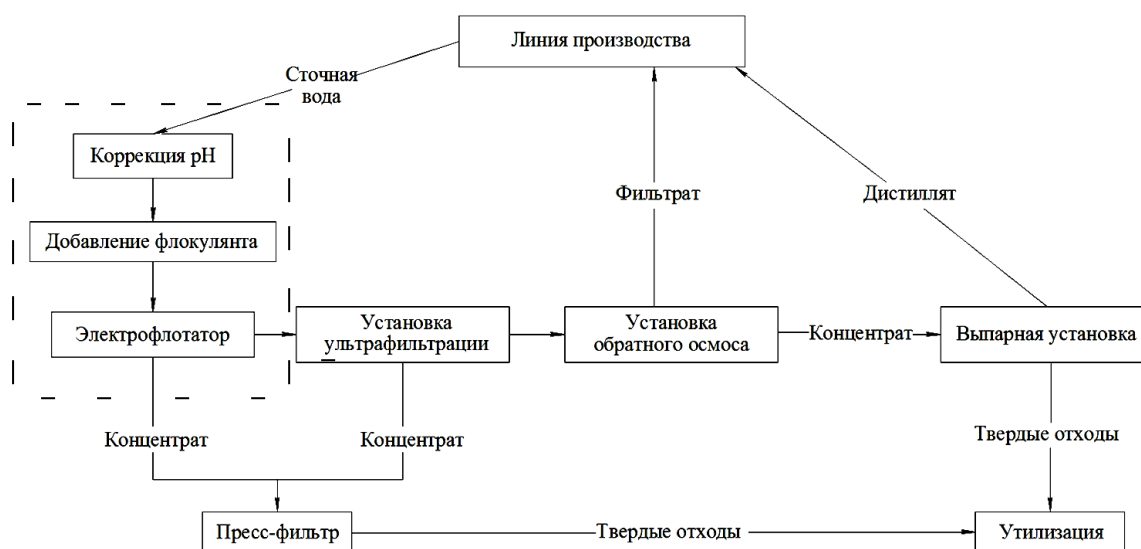 Линия производства
Сточная
вода
Коррекция pH
Добавление флокулянта
Электрофлотатор
Установка
ультрафильтрации
Установка
обратного осмоса
Фильтрат
Дистиллят
Концентрат
Выпарная установка
Концентрат
Концентрат
Твердые отходы
Пресс-фильтр
Твердые отходы
Утилизация